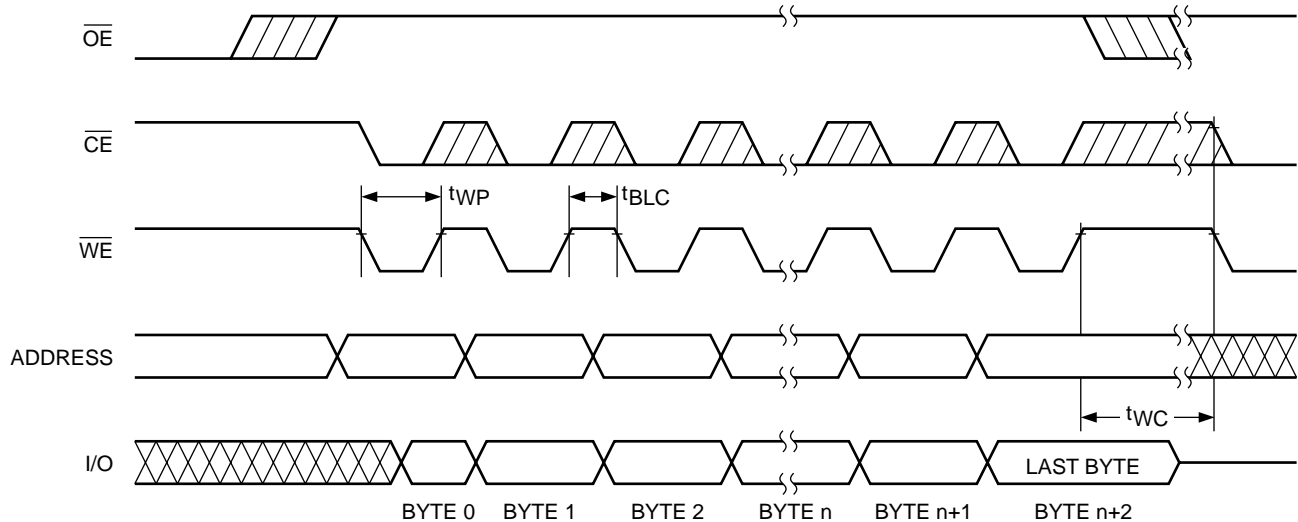 OE
CE
tWP
tBLC
WE
ADDRESS
tWC
I/O
LAST BYTE
BYTE 0 BYTE 1 BYTE 2 BYTE n BYTE n+1 BYTE n+2